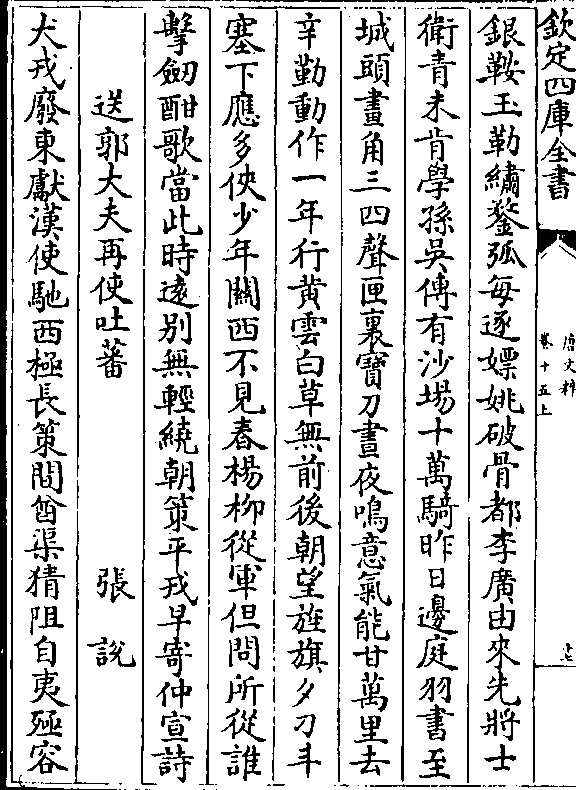 欽定四庫全書
唐文粹
卷十五上
十七
銀鞍玉勒繡蝥弧每逐嫖姚破骨都李廣由來先將士
衛青未肯學孫吳傳有沙場十萬騎昨日邊庭羽書至
城頭畫角三四聲匣裏寶刀晝夜鳴意氣能甘萬里去
辛勤動作一年行黄雲白草無前後朝望旌旗夕刁斗
塞下應多俠少年關西不見春楊柳從軍但問所從誰
擊劒酣歌當此時遠别無輕繞朝策平戎早寄仲宣詩
送郭大夫再使吐蕃
張説
犬戎廢東獻漢使馳西極長策問酋渠猜阻自夷殛容